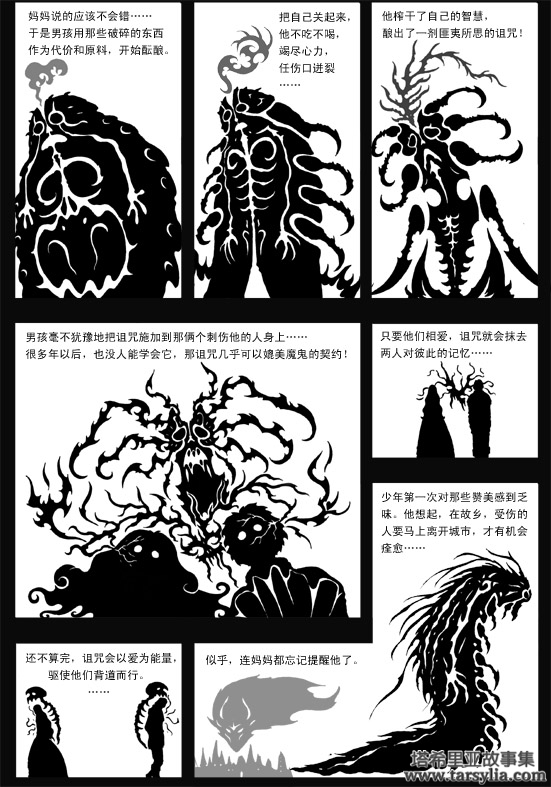 妈妈说的应该不会错……
于是男孩用那些破碎的东西
作为代价和原料，开始酝酿。
把自己关起来，
他不吃不喝，
竭尽心力，
任伤口迸裂
……
他榨干了自己的智慧，
酿出了一剂匪夷所思的诅咒！
男孩毫不犹豫地把诅咒施加到那俩个刺伤他的人身上……
很多年以后，也没人能学会它，那诅咒几乎可以媲美魔鬼的契约！
只要他们相爱，诅咒就会抹去
两人对彼此的记忆……
少年第一次对那些赞美感到乏
味。他想起，在故乡，受伤的
人要马上离开城市，才有机会
痊愈……
还不算完，诅咒会以爱为能量，
驱使他们背道而行。
……
似乎，连妈妈都忘记提醒他了。
塔希里亚故事集
www.tarsylia.com